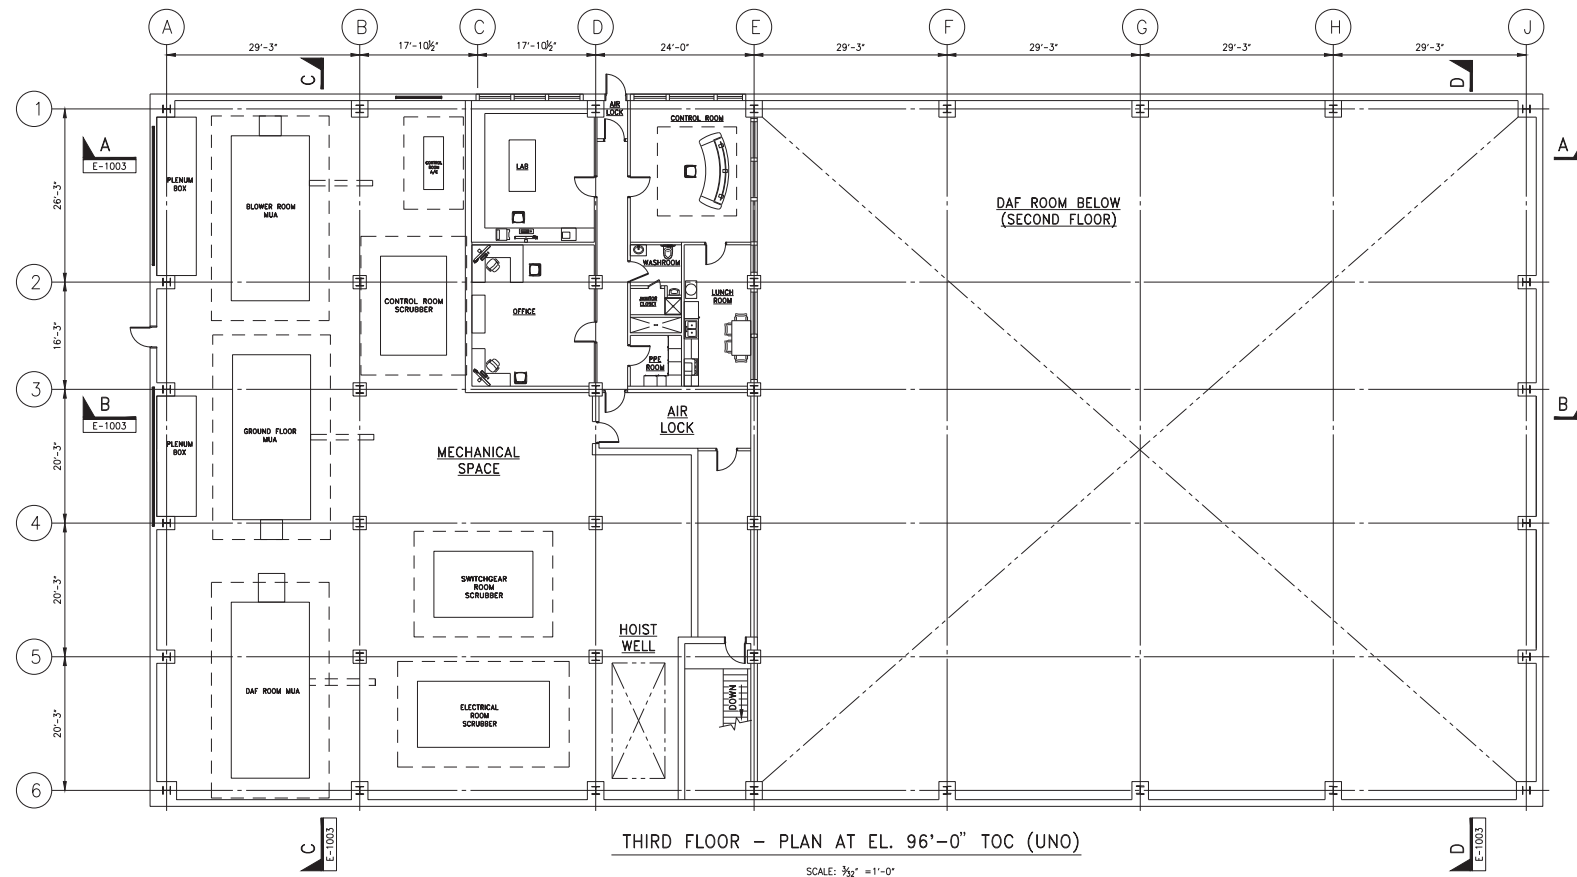 A B C D E F G H J
29'-3" 17'-10½" 17'-10½" 24'-0" 29'-3" 29'-3" 29'-3" 29'-3"
C
D
1
AIR
LOCK
CONTROL ROOM
A
E-1003
A
CONTROL
ROOM
A/C
LAB
PLENUM
BOX
26'-3"
BLOWER ROOM
MUA
DAF ROOM BELOW
(SECOND FLOOR)
WASHROOM
2
JANITOR
CLOSET
LUNCH
ROOM
CONTROL ROOM
SCRUBBER
OFFICE
16'-3"
PPE
ROOM
3
B
E-1003
B
AIR
LOCK
GROUND FLOOR
MUA
PLENUM
BOX
20'-3"
MECHANICAL
SPACE
4
SWITCHGEAR
ROOM
SCRUBBER
20'-3"
HOIST
WELL
5
DAF ROOM MUA
DOWN
ELECTRICAL
ROOM
SCRUBBER
20'-3"
6
C
E-1003
D
E-1003
THIRD FLOOR - PLAN AT EL. 96'-0" TOC (UNO)
SCALE: 3/32" =1'-0"